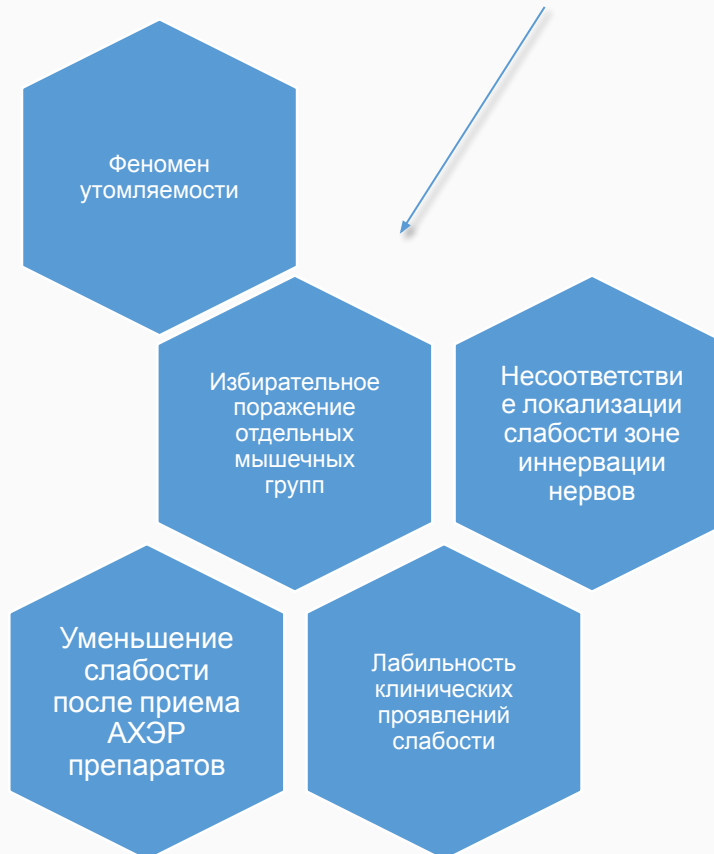 Феномен
утомляемости
Избирательное
поражение
отдельных
мышечных
групп
Несоответстви
е локализации
слабости зоне
иннервации
нервов
Уменьшение
слабости
после приема
АХЭР
препаратов
Лабильность
клинических
проявлений
слабости